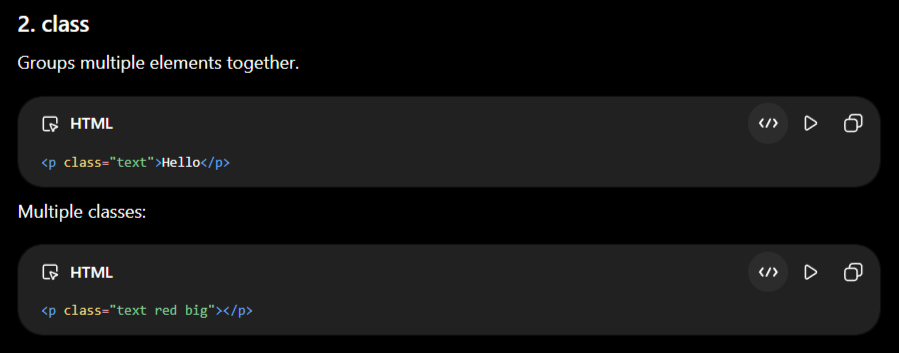 2. class
Groups multiple elements together.
HTML
<p class="text">Hello</p>
Multiple classes:
HTML
<p class="text red big"></p>